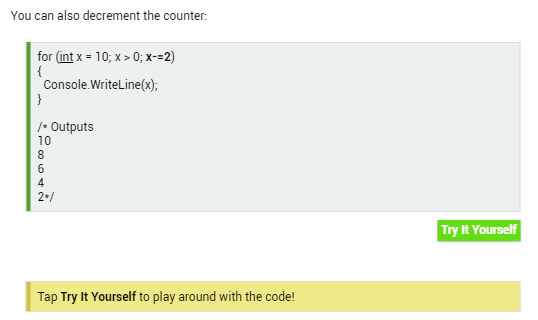 You can also decrement the counter:
for (int x = 10; x > 0; x-=2)
{
Console.WriteLine(x);
}
/* Outputs
10
8
6
4
2*/
Try It Yourself
Tap Try It Yourself to play around with the code!